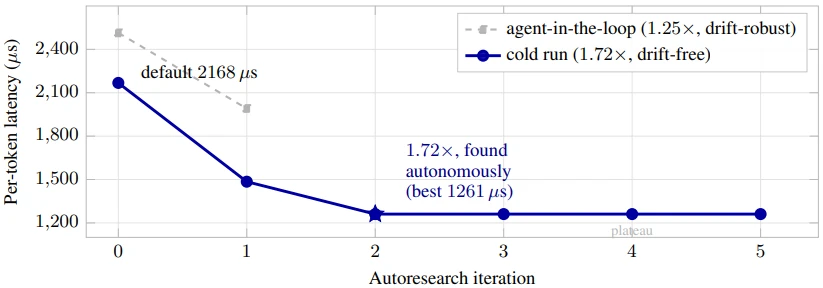 agent-in-the-loop (1.25×, drift-robust)
cold run (1.72×, drift-free)
Per-token latency (μs)
2,400
2,100
1,800
1,500
1,200
default 2168 μs
1.72×, found
autonomously
(best 1261 μs)
plateau
0 1 2 3 4 5
Autoresearch iteration